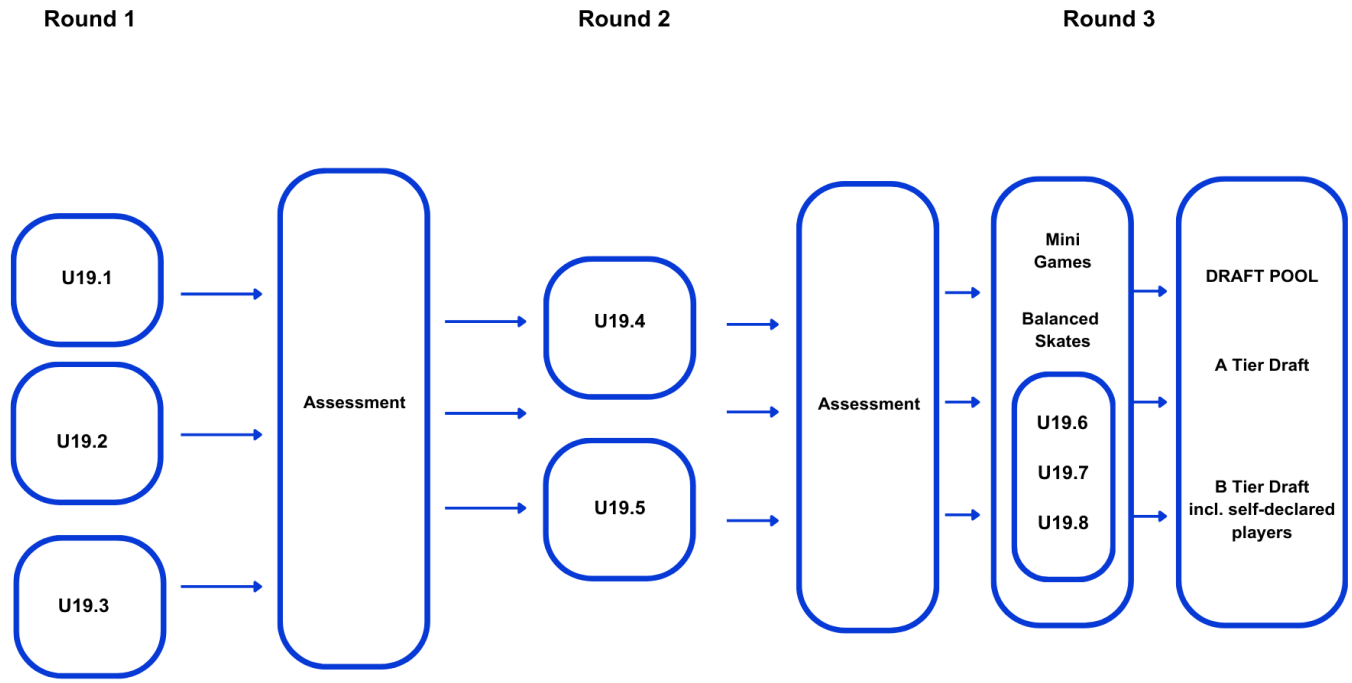 Round 1
Round 2
Round 3
U19.1
U19.2
U19.3
Assessment
U19.4
U19.5
Assessment
Mini
Games
Balanced
Skates
U19.6
U19.7
U19.8
DRAFT POOL
A Tier Draft
B Tier Draft
incl. self-declared
players